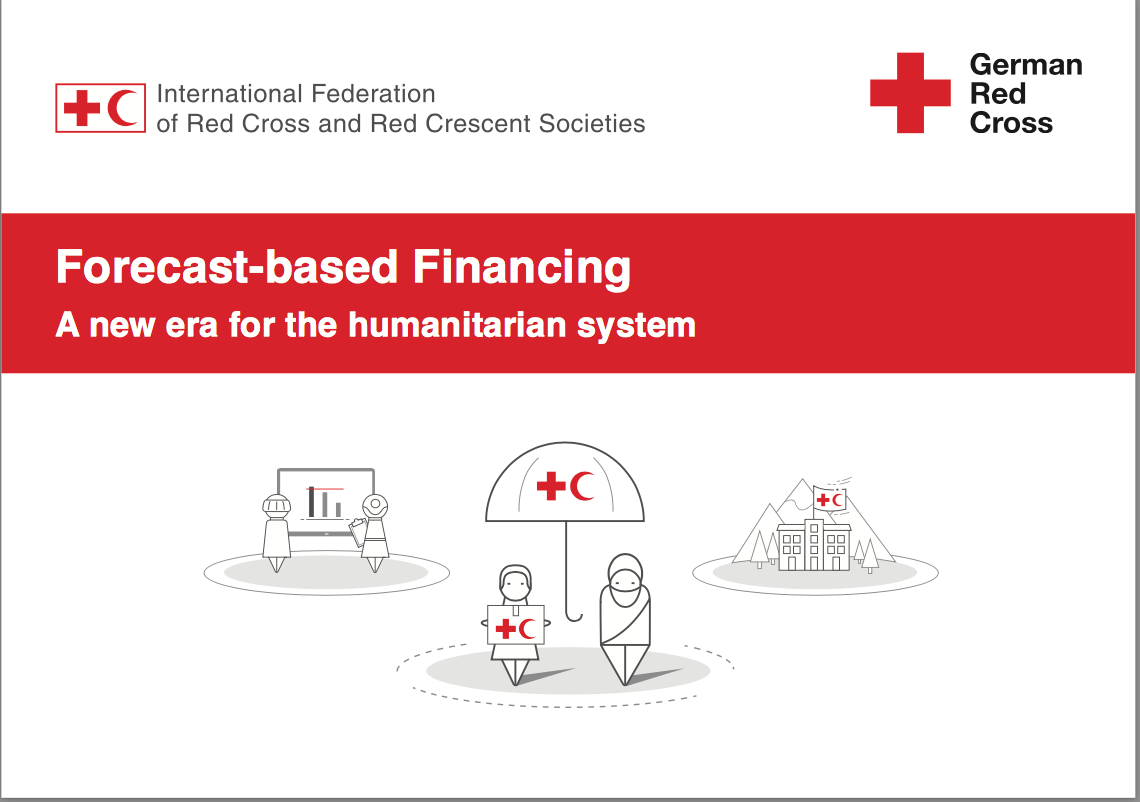 International Federation
of Red Cross and Red Crescent Societies
German
Red
Cross
Forecast-based Financing
A new era for the humanitarian system